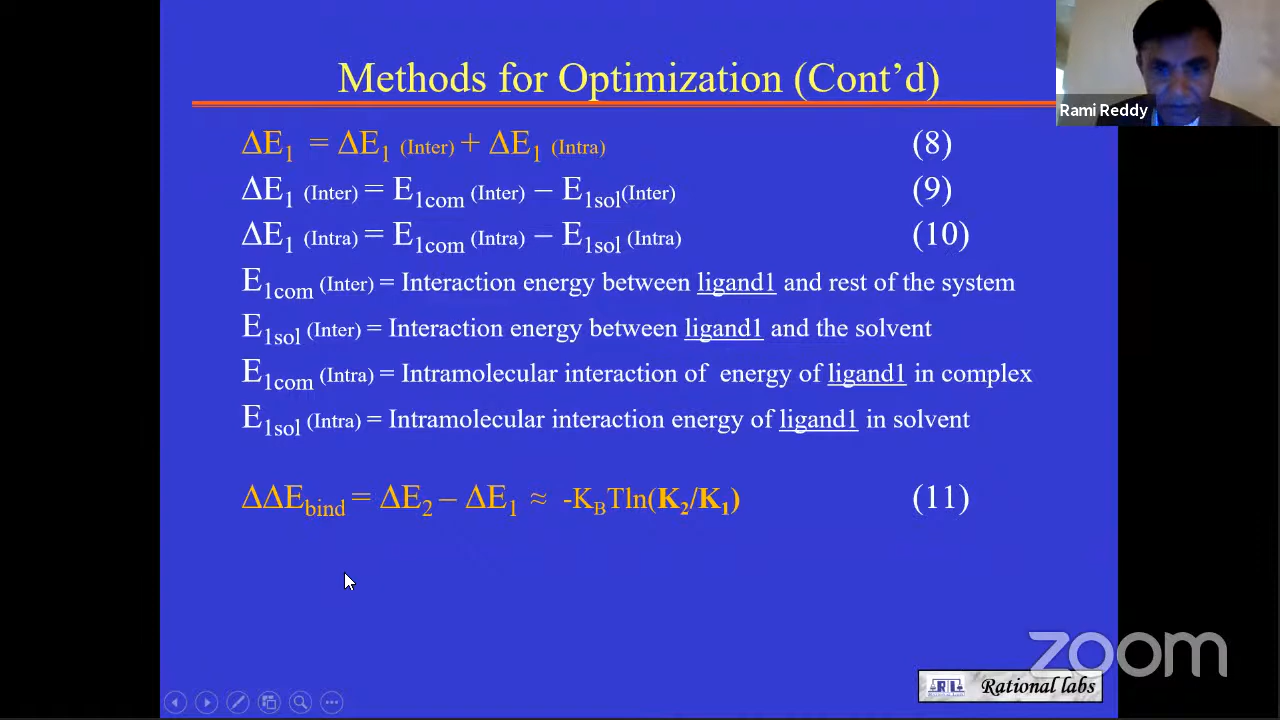 Methods for Optimization (Cont’d)
Rami Reddy
ΔE1 = ΔE1 (Inter) + ΔE1 (Intra) (8)
ΔE1 (Inter) = E1com (Inter) – E1sol(Inter) (9)
ΔE1 (Intra) = E1com (Intra) – E1sol (Intra) (10)
E1com (Inter) = Interaction energy between ligand1 and rest of the system
E1sol (Inter) = Interaction energy between ligand1 and the solvent
E1com (Intra) = Intramolecular interaction of energy of ligand1 in complex
E1sol (Intra) = Intramolecular interaction energy of ligand1 in solvent
ΔΔEbind = ΔE2 – ΔE1 ≈ -KBTln(K2/K1) (11)
zoom
Rational labs